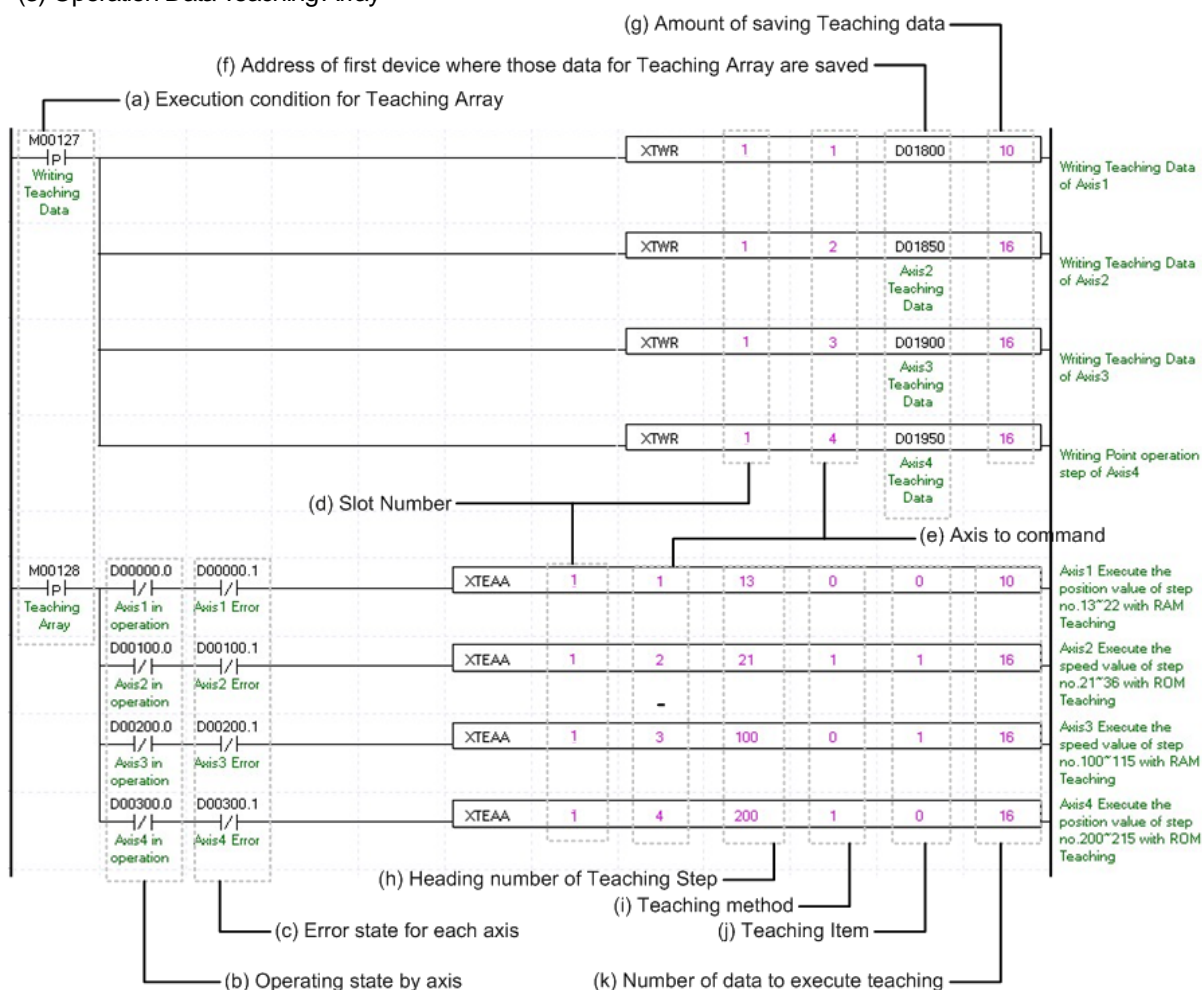 (s) Operation Data Teaching Array
(g) Amount of saving Teaching data
(f) Address of first device where those data for Teaching Array are saved
(a) Execution condition for Teaching Array
M00127
P
Writing
Teaching
Data
XTWR 1 1 D01800 10
Writing Teaching Data
of Axis1
XTWR 1 2 D01850 16
Axis2
Teaching
Data
Writing Teaching Data
of Axis2
XTWR 1 3 D01900 16
Axis3
Teaching
Data
Writing Teaching Data
of Axis3
XTWR 1 4 D01950 16
Axis4
Teaching
Data
Writing Point operation
step of Axis4
(d) Slot Number
(e) Axis to command
M00128
P
Teaching
Array
D00000.0
Axis1 in
operation
D00000.1
Axis1 Error
XTEAA 1 1 13 0 0 10
Axis1 Execute the
position value of step
no.13~22 with RAM
Teaching
D00100.0
Axis2 in
operation
D00100.1
Axis2 Error
XTEAA 1 2 21 1 1 16
Axis2 Execute the
speed value of step
no.21~36 with ROM
Teaching
D00200.0
Axis3 in
operation
D00200.1
Axis3 Error
XTEAA 1 3 100 0 1 16
Axis3 Execute the
speed value of step
no.100~115 with RAM
Teaching
D00300.0
Axis4 in
operation
D00300.1
Axis4 Error
XTEAA 1 4 200 1 0 16
Axis4 Execute the
position value of step
no.200~215 with ROM
Teaching
(h) Heading number of Teaching Step
(i) Teaching method
(c) Error state for each axis
(j) Teaching Item
(b) Operating state by axis
(k) Number of data to execute teaching